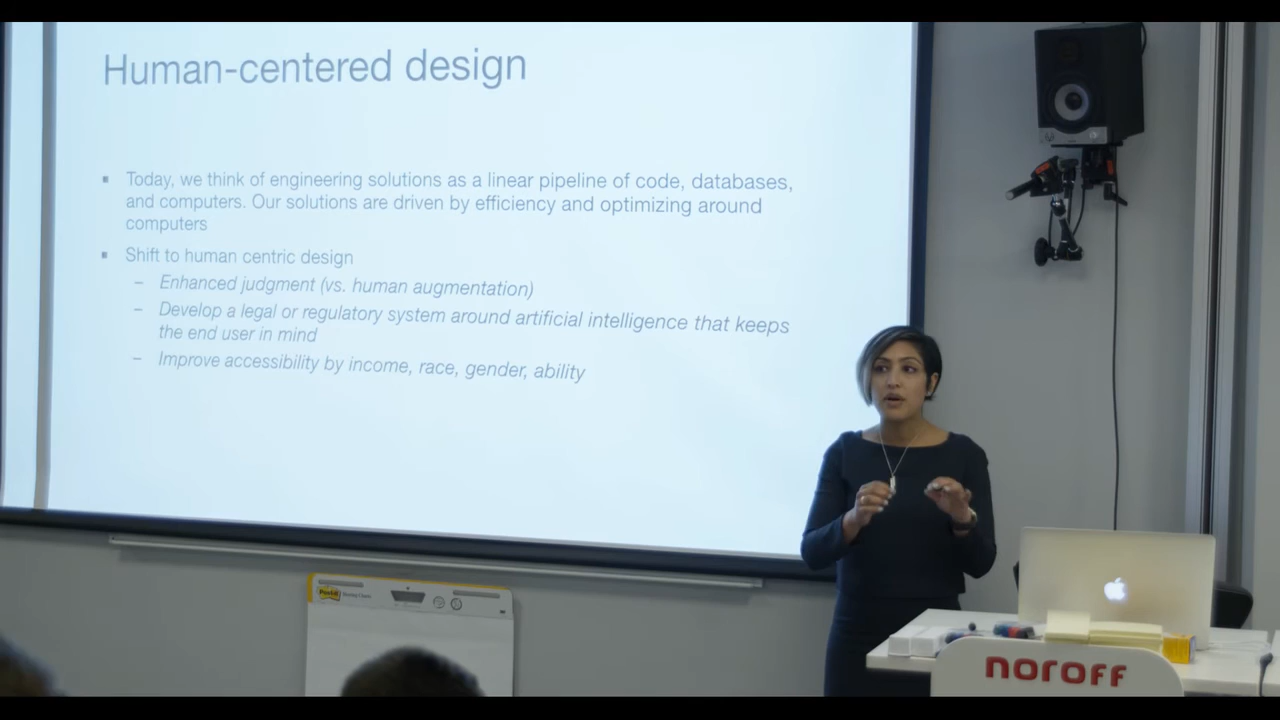 Human-centered design
Today, we think of engineering solutions as a linear pipeline of code, databases,
and computers. Our solutions are driven by efficiency and optimizing around
computers
Shift to human centric design
– Enhanced judgment (vs. human augmentation)
– Develop a legal or regulatory system around artificial intelligence that keeps
the end user in mind
– Improve accessibility by income, race, gender, ability
Post-it
noroff